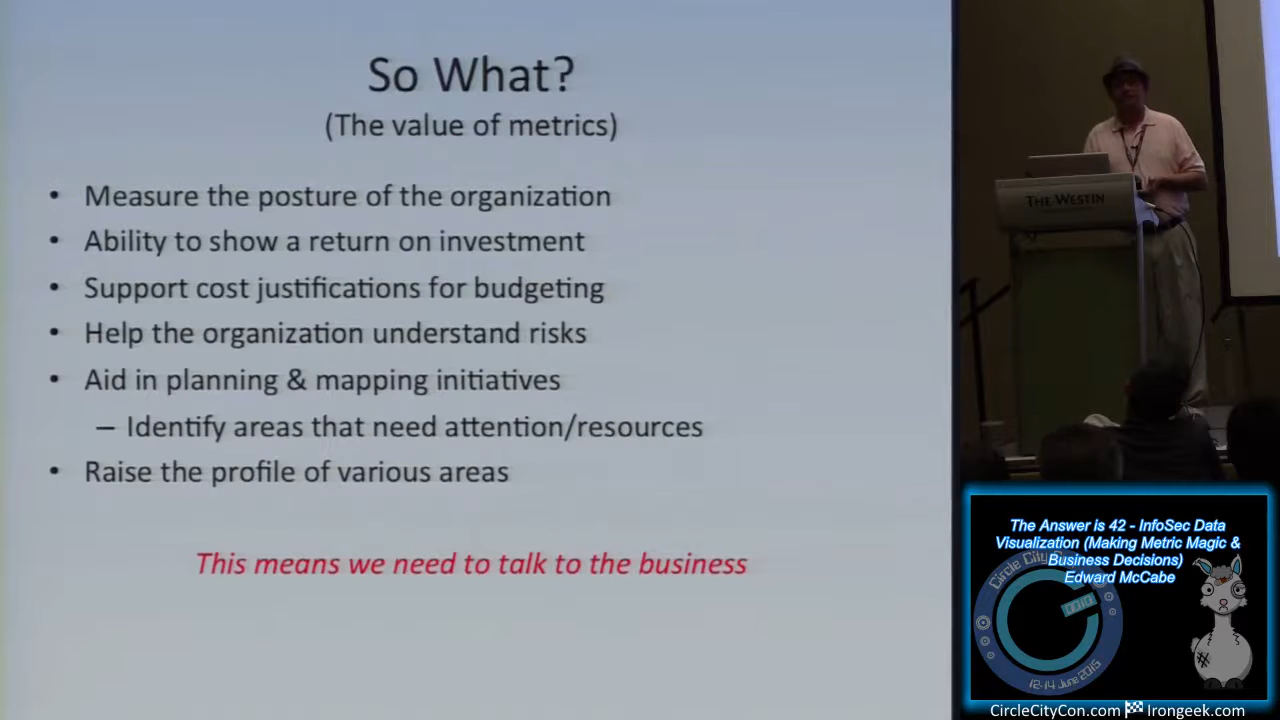 So What?
(The value of metrics)
• Measure the posture of the organization
• Ability to show a return on investment
• Support cost justifications for budgeting
• Help the organization understand risks
• Aid in planning & mapping initiatives
– Identify areas that need attention/resources
• Raise the profile of various areas
This means we need to talk to the business
THE WESTIN
The Answer is 42 - InfoSec Data
Visualization (Making Metric Magic &
Business Decisions)
Edward McCabe
Circle City Con
12-14 June 2015
CircleCityCon.com Irongeek.com